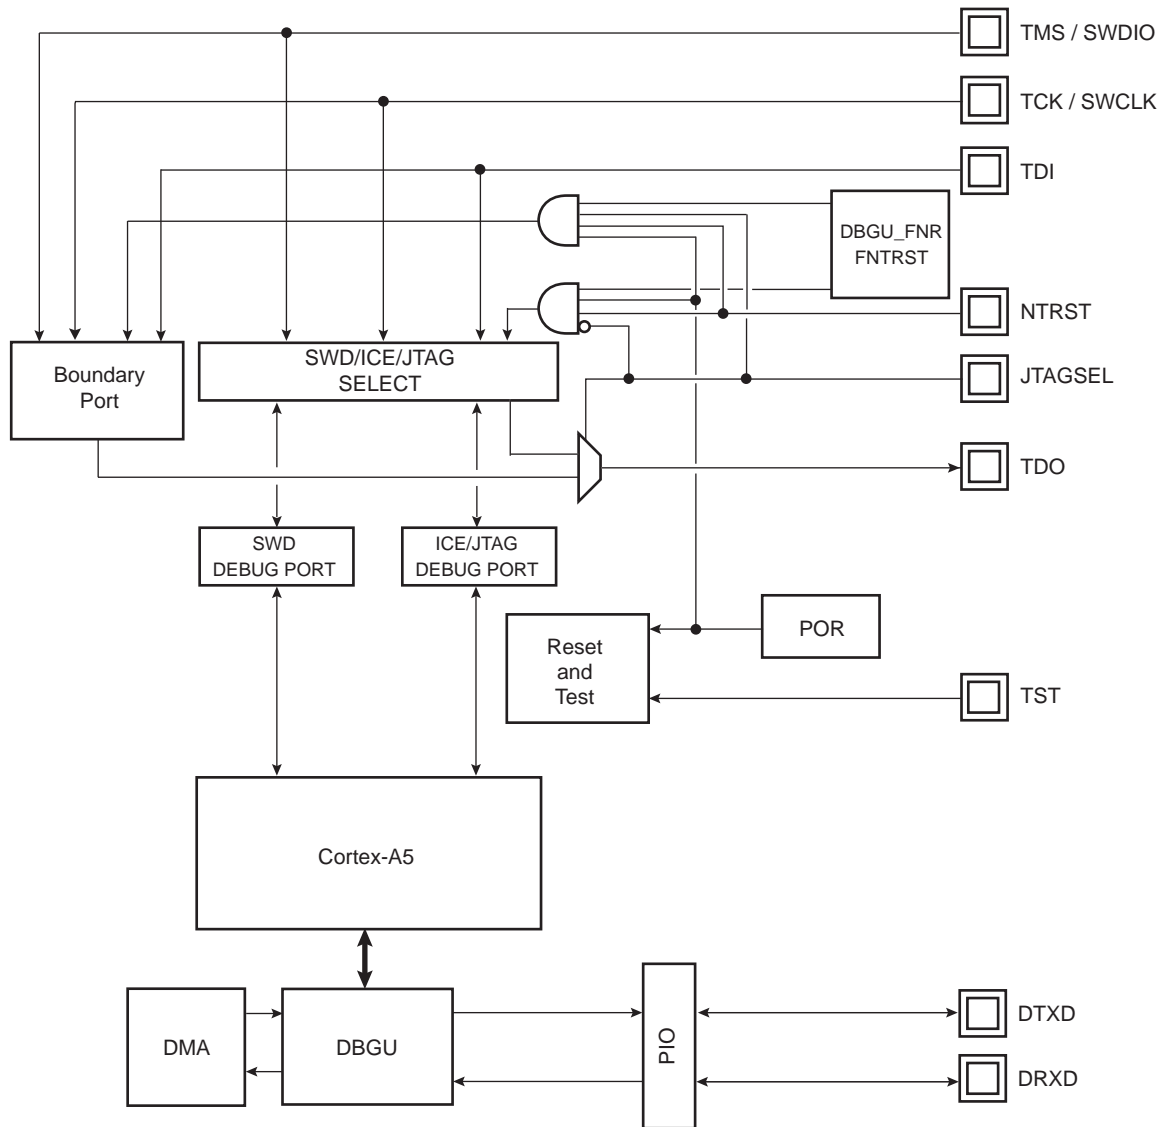 TMS / SWDIO
TCK / SWCLK
TDI
DBGU_FNR
FNTRST
NTRST
Boundary
Port
SWD/ICE/JTAG
SELECT
JTAGSEL
TDO
SWD
DEBUG PORT
ICE/JTAG
DEBUG PORT
POR
Reset
and
Test
TST
Cortex-A5
DMA
DBGU
PIO
DTXD
DRXD